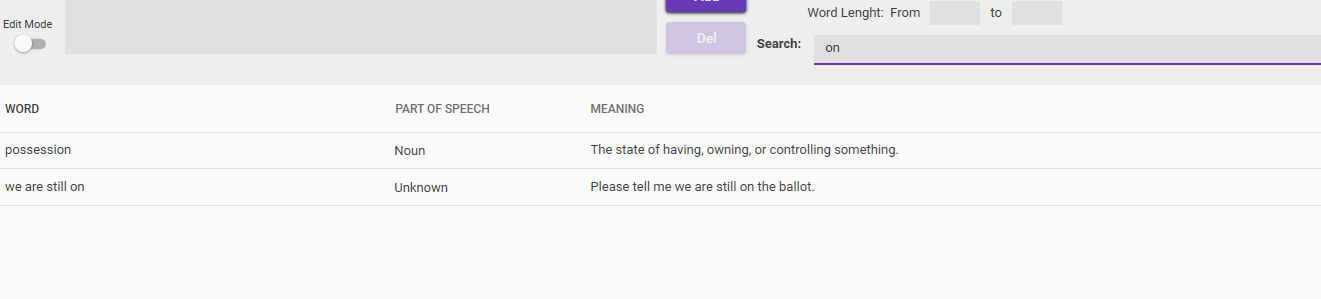 Edit Mode
Del
Word Lenght: From to
Search: on
WORD PART OF SPEECH MEANING
possession Noun The state of having, owning, or controlling something.
we are still on Unknown Please tell me we are still on the ballot.